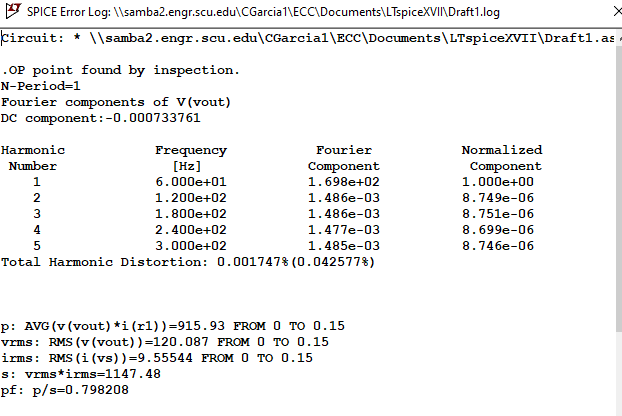 SPICE Error Log: \\samba2.engr.scu.edu\CGarcia1\ECC\Documents\LTspiceXVII\Draft1.log
Circuit: * \\samba2.engr.scu.edu\CGarcia1\ECC\Documents\LTspiceXVII\Draft1.as
.OP point found by inspection.
N-Period=1
Fourier components of V(vout)
DC component:-0.000733761
Harmonic Frequency Fourier Normalized
Number [Hz] Component Component
1 6.000e+01 1.698e+02 1.000e+00
2 1.200e+02 1.486e-03 8.749e-06
3 1.800e+02 1.486e-03 8.751e-06
4 2.400e+02 1.477e-03 8.699e-06
5 3.000e+02 1.485e-03 8.746e-06
Total Harmonic Distortion: 0.001747%(0.042577%)
p: AVG(v(vout)*i(r1))=915.93 FROM 0 TO 0.15
vrms: RMS(v(vout))=120.087 FROM 0 TO 0.15
irms: RMS(i(vs))=9.55544 FROM 0 TO 0.15
s: vrms*irms=1147.48
pf: p/s=0.798208